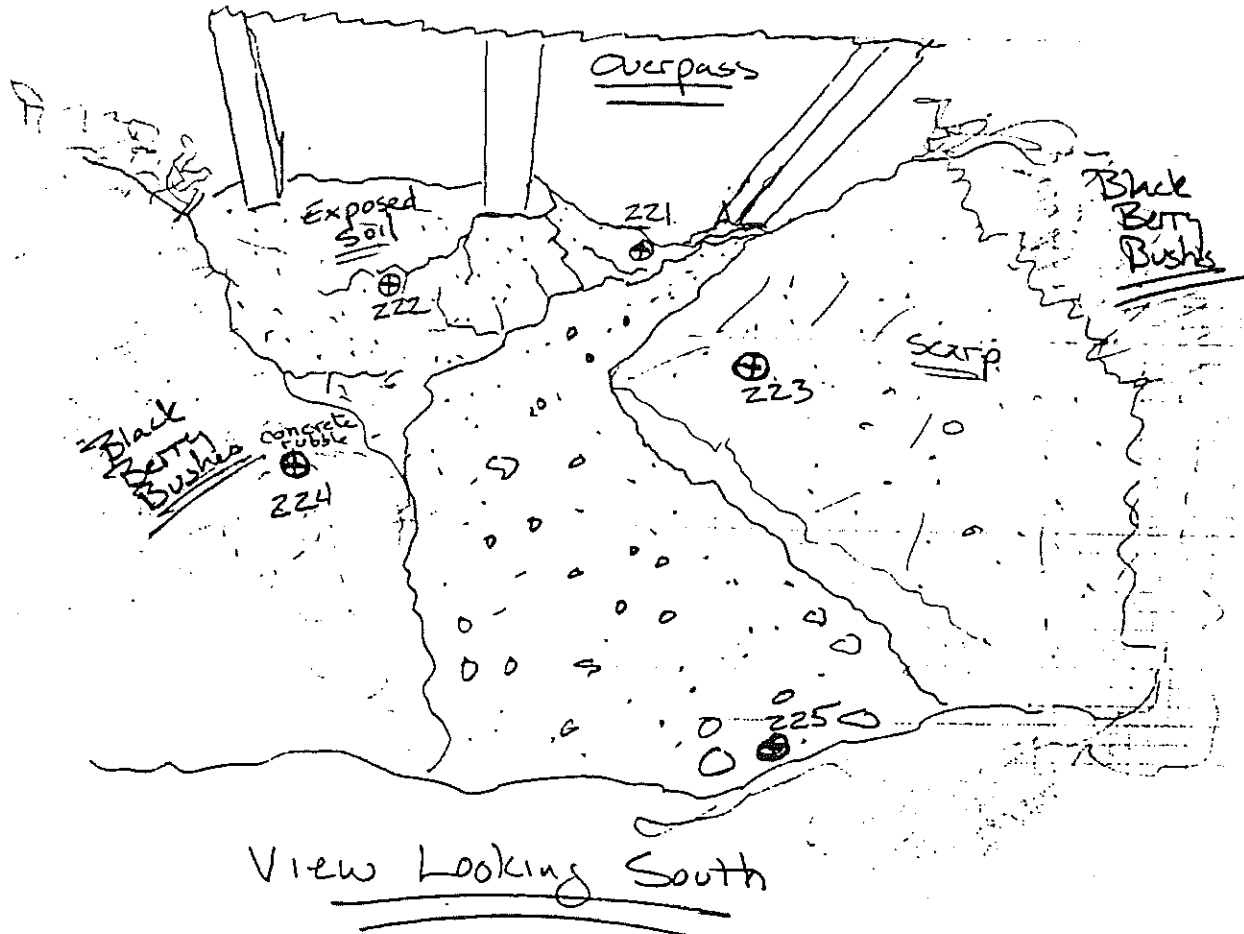 Overpass
Exposed
Soil
221
222
Black
Berry
Bushs
Scarp
223
Black
Berry
Bushes
concrete
rubble
224
225
View Looking South